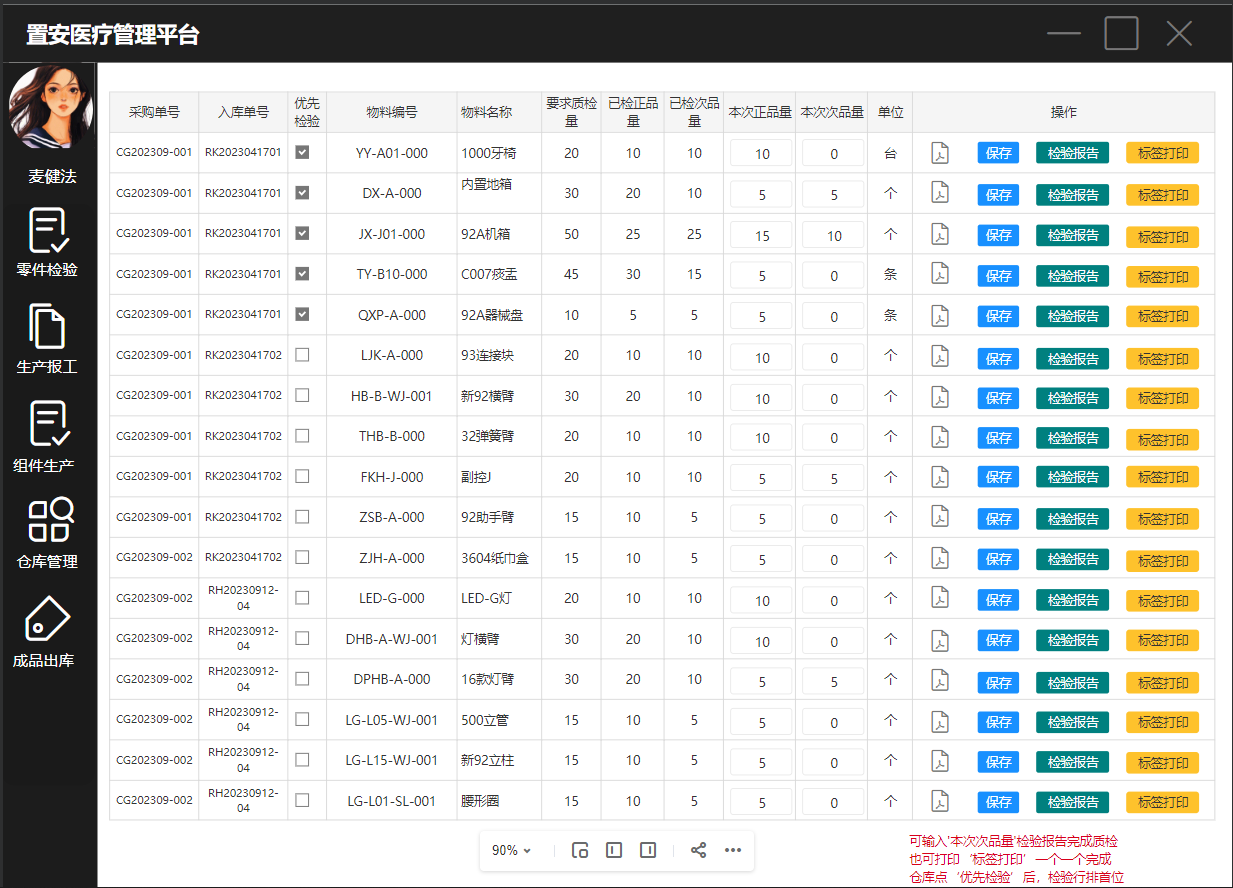 置安医疗管理平台
麦健法
零件检验
生产报工
组件生产
仓库管理
成品出库
采购单号 入库单号 优先检验 物料编号 物料名称 要求质检量 已检正品量 已检次品量 本次正品量 本次次品量 单位 操作
CG202309-001 RK2023041701 YY-A01-000 1000牙椅 20 10 10 10 0 台 保存 检验报告 标签打印
CG202309-001 RK2023041701 DX-A-000 内置地箱 30 20 10 5 5 个 保存 检验报告 标签打印
CG202309-001 RK2023041701 JX-J01-000 92A机箱 50 25 25 15 10 个 保存 检验报告 标签打印
CG202309-001 RK2023041701 TY-B10-000 C007痰盂 45 30 15 5 0 条 保存 检验报告 标签打印
CG202309-001 RK2023041701 QXP-A-000 92A器械盘 10 5 5 5 0 条 保存 检验报告 标签打印
CG202309-001 RK2023041702 LJK-A-000 93连接块 20 10 10 10 0 个 保存 检验报告 标签打印
CG202309-001 RK2023041702 HB-B-WJ-001 新92横臂 30 20 10 10 0 个 保存 检验报告 标签打印
CG202309-001 RK2023041702 THB-B-000 32弹簧臂 20 10 10 10 0 个 保存 检验报告 标签打印
CG202309-001 RK2023041702 FKH-J-000 副控J 20 10 10 5 5 个 保存 检验报告 标签打印
CG202309-001 RK2023041702 ZSB-A-000 92助手臂 15 10 5 5 0 个 保存 检验报告 标签打印
CG202309-002 RK2023041702 ZJH-A-000 3604纸巾盒 15 10 5 5 0 个 保存 检验报告 标签打印
CG202309-002 RH20230912-04 LED-G-000 LED-G灯 20 10 10 10 0 个 保存 检验报告 标签打印
CG202309-002 RH20230912-04 DHB-A-WJ-001 灯横臂 30 20 10 10 0 个 保存 检验报告 标签打印
CG202309-002 RH20230912-04 DPHB-A-000 16款灯臂 30 20 10 5 5 个 保存 检验报告 标签打印
CG202309-002 RH20230912-04 LG-L05-WJ-001 500立管 15 10 5 5 0 个 保存 检验报告 标签打印
CG202309-002 RH20230912-04 LG-L15-WJ-001 新92立柱 15 10 5 5 0 个 保存 检验报告 标签打印
CG202309-002 RH20230912-04 LG-L01-SL-001 腰形圈 15 10 5 5 0 个 保存 检验报告 标签打印
90%
可输入'本次次品量'检验报告完成质检
也可打印‘标签打印’一个一个完成
仓库点‘优先检验’后，检验行排首位